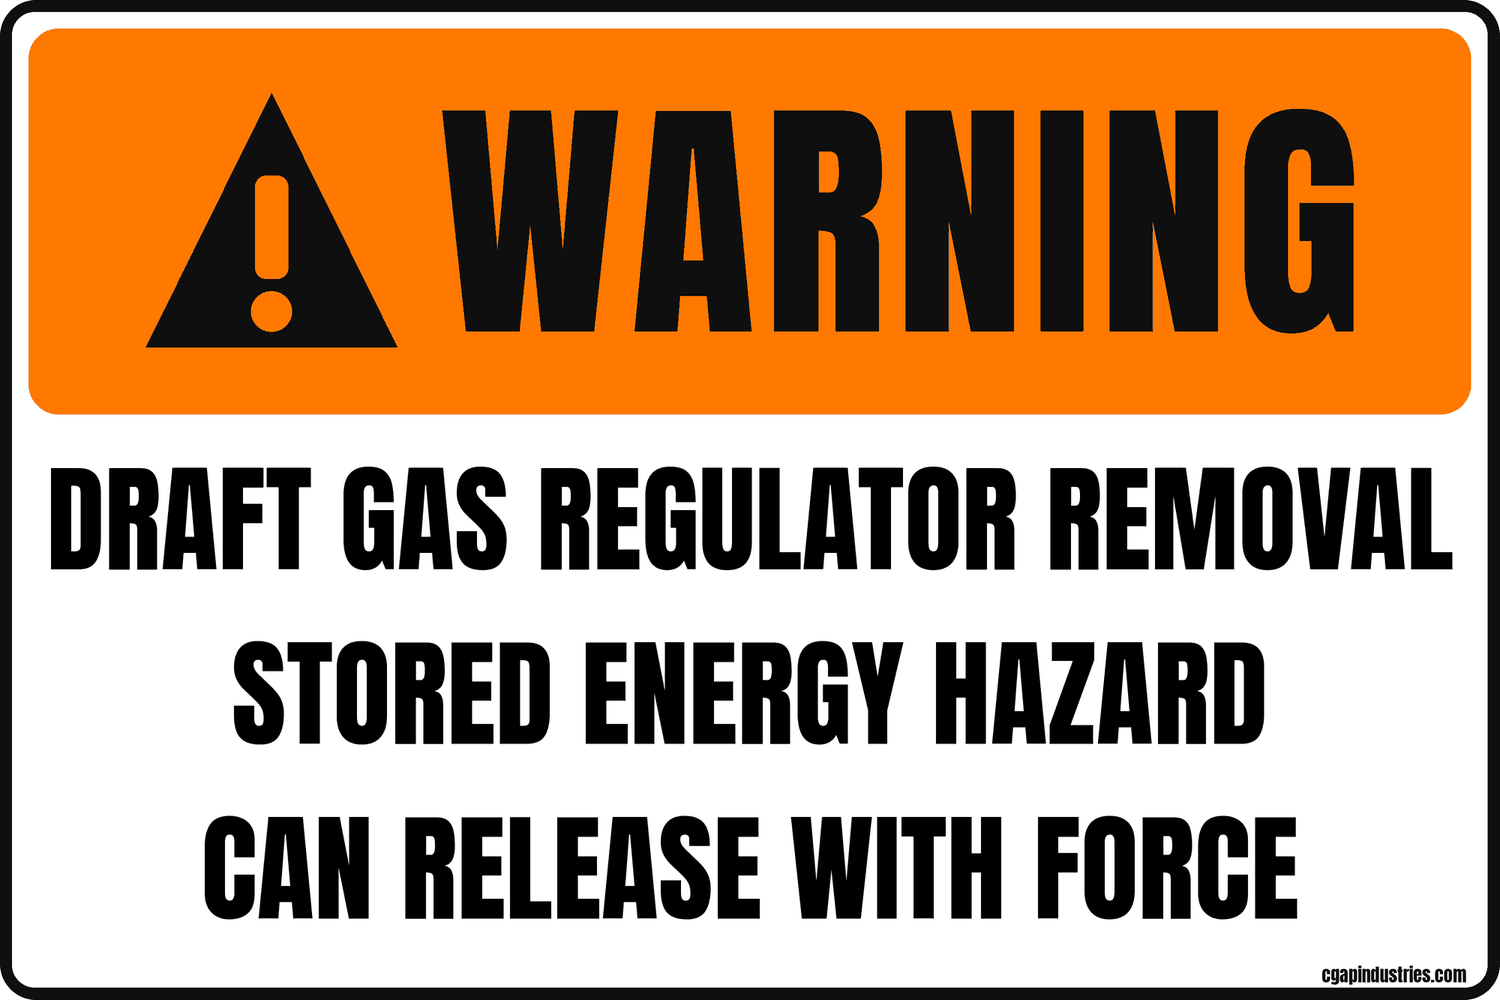 WARNING
DRAFT GAS REGULATOR REMOVAL
STORED ENERGY HAZARD
CAN RELEASE WITH FORCE
cgapindustries.com